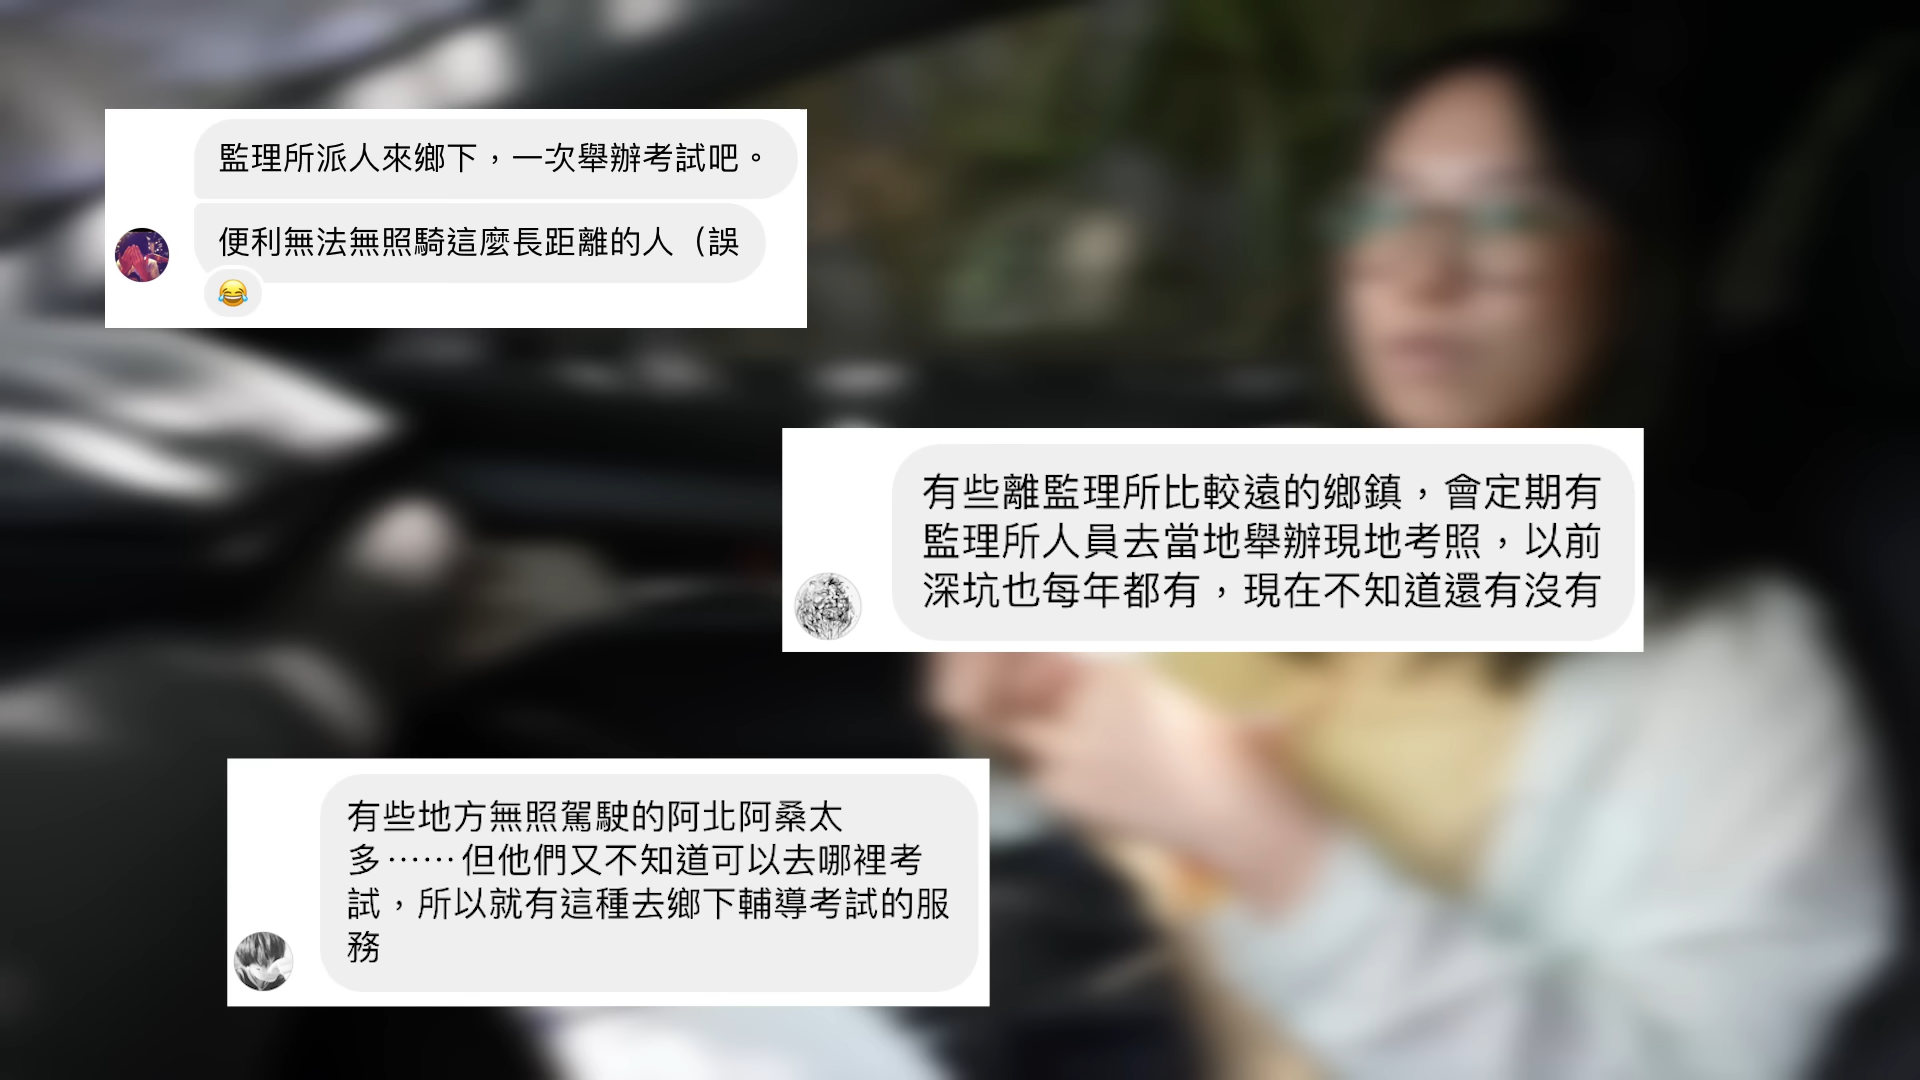 監理所派人來鄉下，一次舉辦考試吧。
便利無法無照騎這麼長距離的人（誤
😂
有些離監理所比較遠的鄉鎮，會定期有
監理所人員去當地舉辦現地考照，以前
深坑也每年都有，現在不知道還有沒有
有些地方無照駕駛的阿北阿桑太
多⋯⋯但他們又不知道可以去哪裡考
試，所以就有這種去鄉下輔導考試的服
務